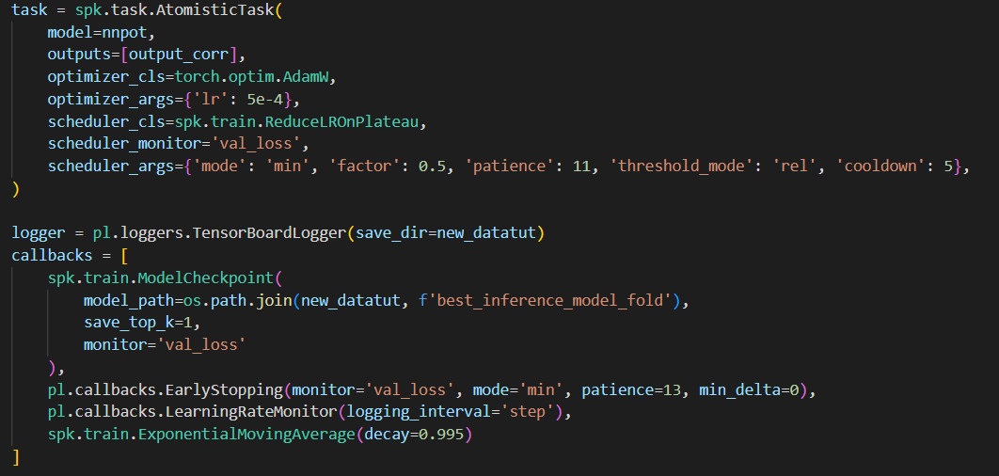 task = spk.task.AtomisticTask(
    model=nnpot,
    outputs=[output_corr],
    optimizer_cls=torch.optim.AdamW,
    optimizer_args={'lr': 5e-4},
    scheduler_cls=spk.train.ReduceLROnPlateau,
    scheduler_monitor='val_loss',
    scheduler_args={'mode': 'min', 'factor': 0.5, 'patience': 11, 'threshold_mode': 'rel', 'cooldown': 5},
)

logger = pl.loggers.TensorBoardLogger(save_dir=new_datatut)
callbacks = [
    spk.train.ModelCheckpoint(
        model_path=os.path.join(new_datatut, f'best_inference_model_fold'),
        save_top_k=1,
        monitor='val_loss'
    ),
    pl.callbacks.EarlyStopping(monitor='val_loss', mode='min', patience=13, min_delta=0),
    pl.callbacks.LearningRateMonitor(logging_interval='step'),
    spk.train.ExponentialMovingAverage(decay=0.995)
]